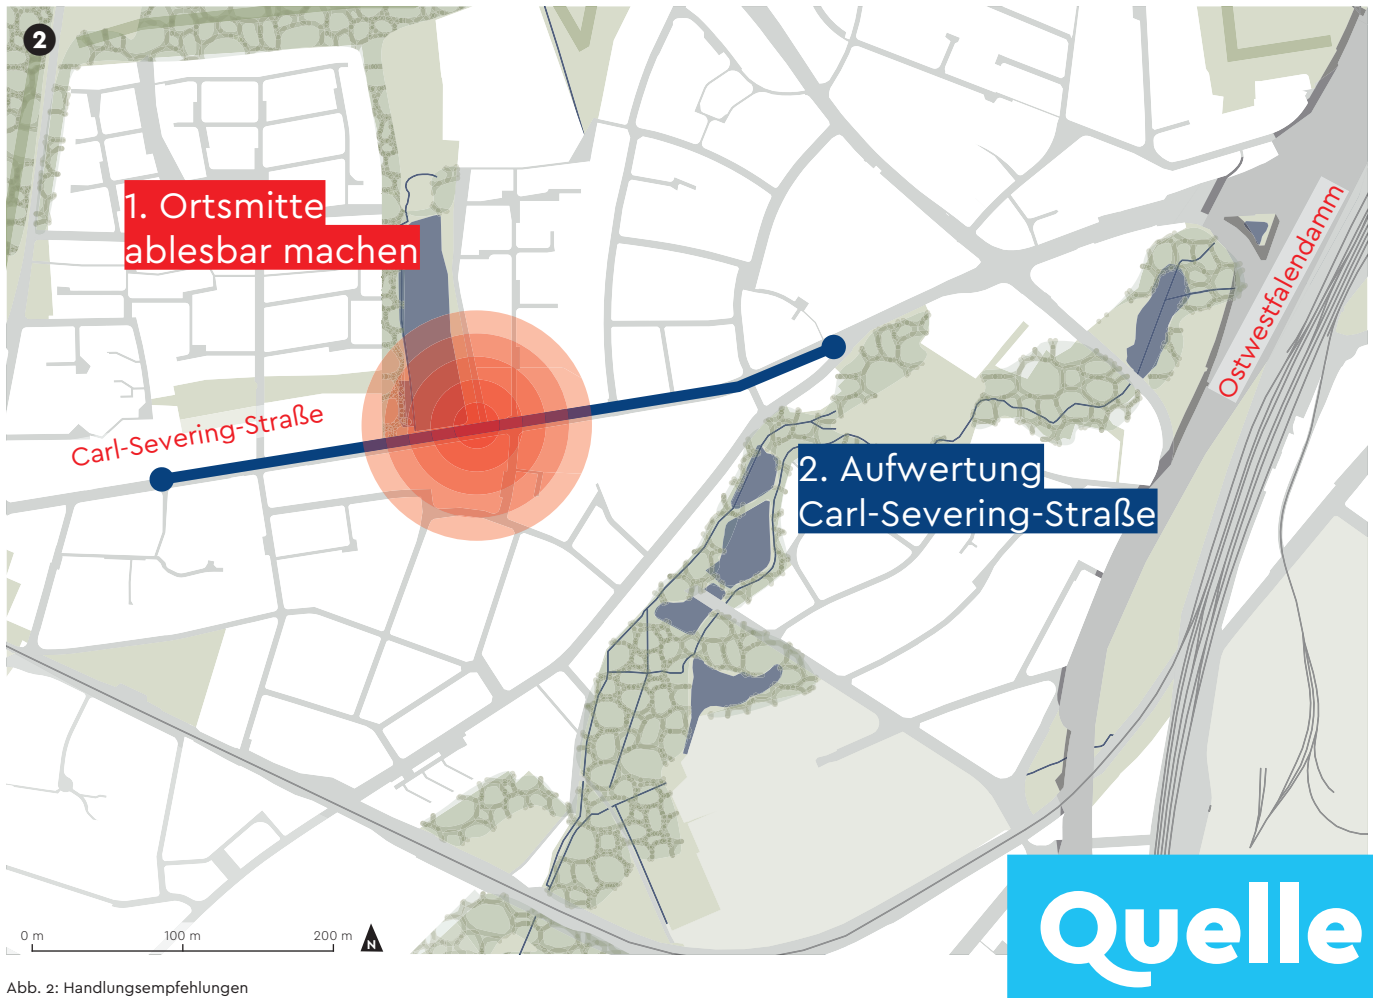 2
1. Ortsmitte
ablesbar machen
Ostwestfalendamm
Carl-Severing-Straße
2. Aufwertung
Carl-Severing-Straße
0 m 100 m 200 m N
Quelle
Abb. 2: Handlungsempfehlungen